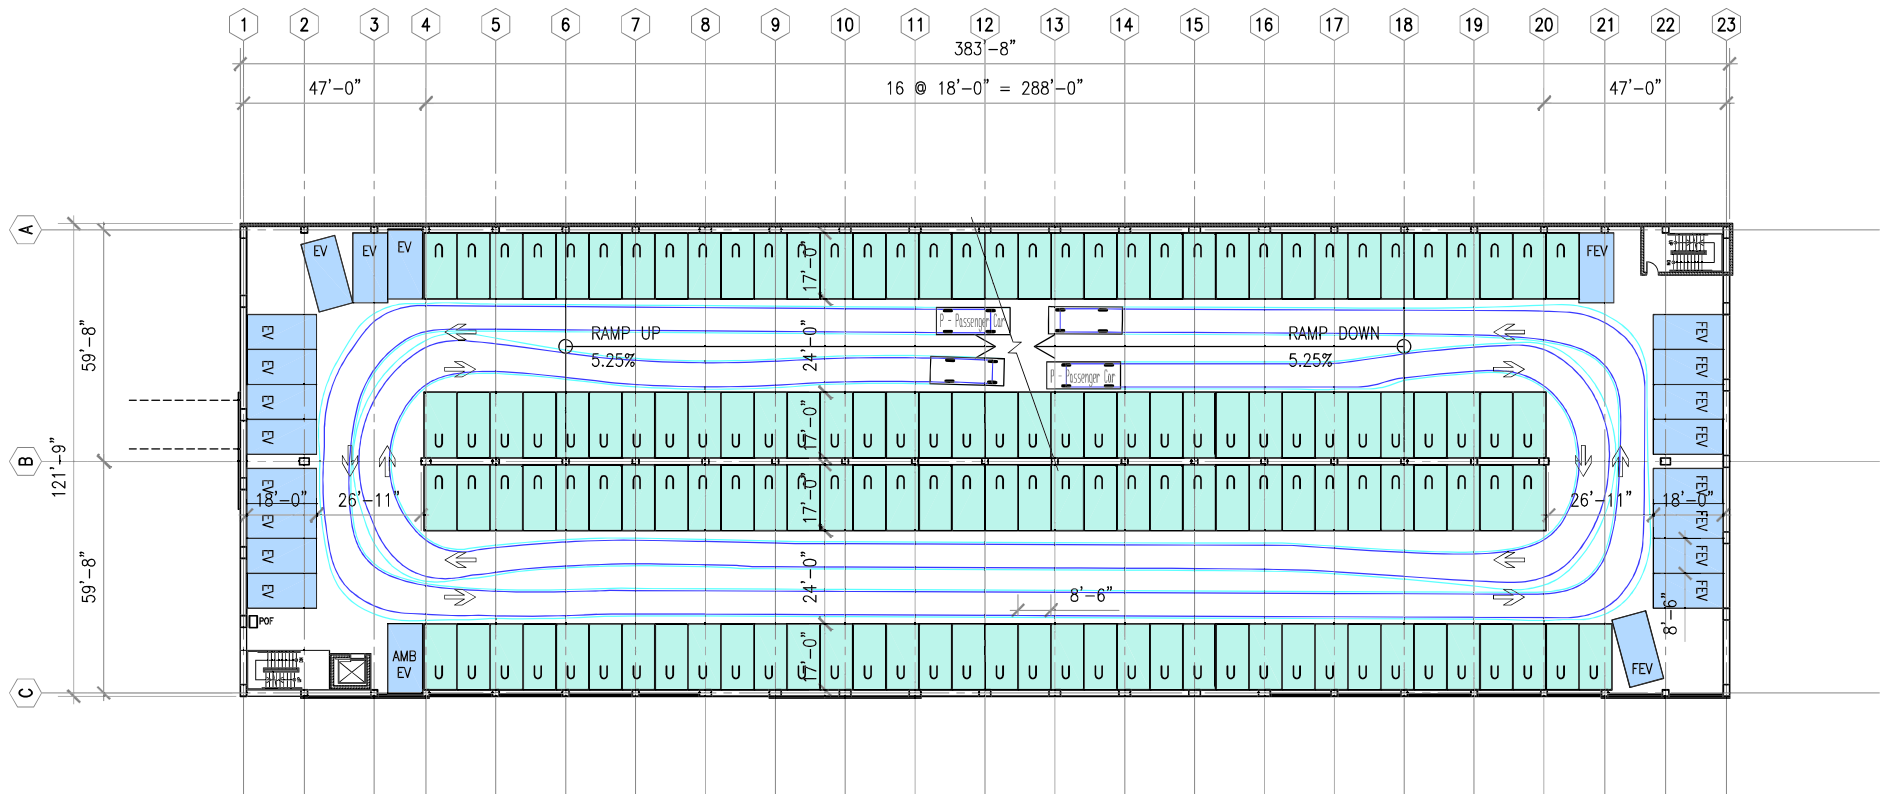 1 2 3 4 5 6 7 8 9 10 11 12 13 14 15 16 17 18 19 20 21 22 23
383'-8"
47'-0" 16 @ 18'-0" = 288'-0" 47'-0"
A
EV EV EV U U U U U U U U U U U U U U U U U U U U U U U U U U U U U U U U U U U FEV
17'-0"
59'-8"
EV FEV
P - Passenger Car
RAMP UP RAMP DOWN
24'-0"
5.25% 5.25%
EV FEV
P - Passenger Car
EV FEV
EV FEV
17'-0"
U U U U U U U U U U U U U U U U U U U U U U U U U U U U U U U U U U
B
121'-9"
U U U U U U U U U U U U U U U U U U U U U U U U U U U U U U U U U U
17'-0"
EV FEV
18'-0" 26'-11" 26'-11" 18'-0"
EV FEV
EV FEV
59'-8"
24'-0"
EV FEV
8'-6"
8'-6"
POF
AMB
EV
17'-0"
U U U U U U U U U U U U U U U U U U U U U U U U U U U U U U U U U U U U
FEV
C